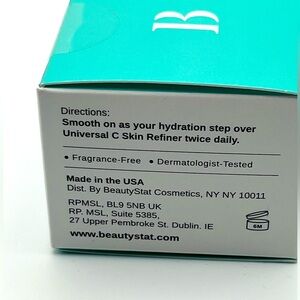 B
Directions:
Smooth on as your hydration step over
Universal C Skin Refiner twice daily.
• Fragrance-Free • Dermatologist-Tested
Made in the USA
Dist. By BeautyStat Cosmetics, NY NY 10011
RPMSL, BL9 5NB UK
RP. MSL, Suite 5385,
27 Upper Pembroke St. Dublin. IE
www.beautystat.com
6M